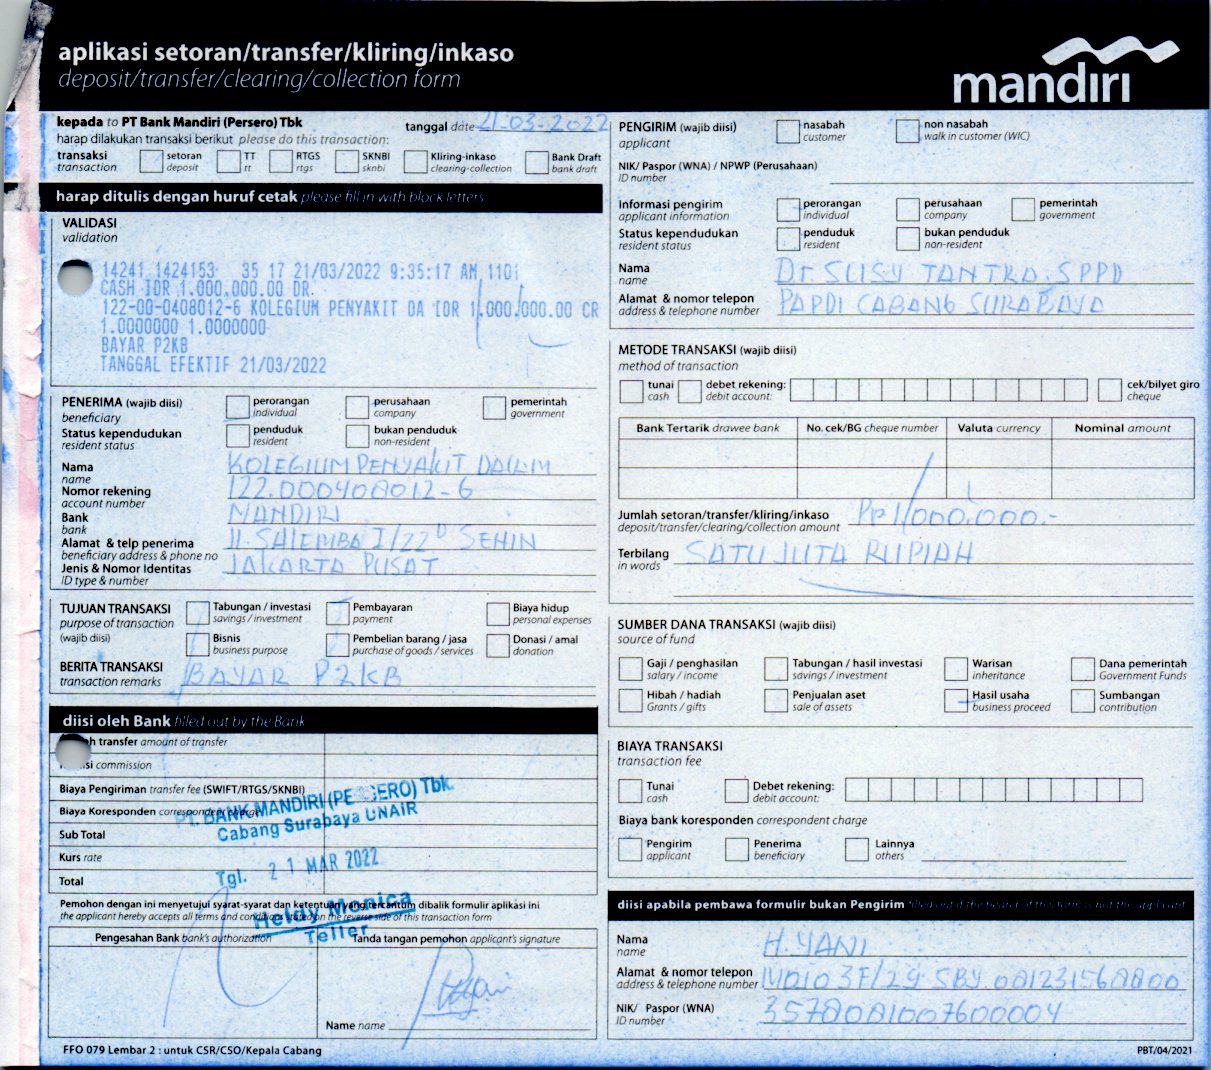 aplikasi setoran/transfer/kliring/inkaso
deposit/transfer/clearing/collection form
mandiri
kepada to PT Bank Mandiri (Persero) Tbk
tanggal date 21-03-2022
harap dilakukan transaksi berikut please do this transaction:
transaksi transaction
setoran deposit
TT tt
RTGS rtgs
SKNBI sknbi
Kliring-inkaso clearing-collection
Bank Draft bank draft
harap ditulis dengan huruf cetak please fill in with block letters
VALIDASI
validation
14241 1424153 35 17 21/03/2022 9:35:17 AM 1101
CASH IDR 1.000.000.00 DR.
122-00-0408012-6 KOLEGIUM PENYAKIT DA IDR 1.000.000.00 CR
1.0000000 1.0000000
BAYAR P2KB
TANGGAL EFEKTIF 21/03/2022
PENERIMA (wajib diisi)
beneficiary
perorangan individual
perusahaan company
pemerintah government
Status kependudukan
resident status
penduduk resident
bukan penduduk non-resident
Nama
name
KOLEGIUM PENYAKIT DALAM
Nomor rekening
account number
122.000408012-6
Bank
bank
MANDIRI
Alamat & telp penerima
beneficiary address & phone no
Jl. SALEMBA I/22 D SENIN
Jenis & Nomor Identitas
ID type & number
JAKARTA PUSAT
TUJUAN TRANSAKSI
purpose of transaction
(wajib diisi)
Tabungan / investasi savings / investment
Pembayaran payment
Biaya hidup personal expenses
Bisnis business purpose
Pembelian barang / jasa purchase of goods / services
Donasi / amal donation
BERITA TRANSAKSI
transaction remarks
BAYAR P2KB
diisi oleh Bank filled out by the Bank
transfer amount of transfer
commission
Biaya Pengiriman transfer fee (SWIFT/RTGS/SKNBI)
Biaya Koresponden correspondent charge
Sub Total
Kurs rate
Total
PT. BANK MANDIRI (PERSERO) Tbk.
Cabang Surabaya UNAIR
Tgl. 21 MAR 2022
Teller
Pemohon dengan ini menyetujui syarat-syarat dan ketentuan yang tercantum dibalik formulir aplikasi ini
the applicant hereby accepts all terms and conditions stated on the reverse side of this transaction form
Pengesahan Bank bank's authorization
Tanda tangan pemohon applicant's signature
Name name
FFO 079 Lembar 2 : untuk CSR/CSO/Kepala Cabang
PENGIRIM (wajib diisi)
applicant
nasabah customer
non nasabah walk in customer (WIC)
NIK/ Paspor (WNA) / NPWP (Perusahaan)
ID number
Informasi pengirim
applicant information
perorangan individual
perusahaan company
pemerintah government
Status kependudukan
resident status
penduduk resident
bukan penduduk non-resident
Nama
name
Dr. SUSY TANTRA.SPPD
Alamat & nomor telepon
address & telephone number
PAPDI CABANG SURABAYA
METODE TRANSAKSI (wajib diisi)
method of transaction
tunai cash
debet rekening: debit account:
cek/bilyet giro cheque
Bank Tertarik drawee bank
No. cek/BG cheque number
Valuta currency
Nominal amount
Jumlah setoran/transfer/kliring/inkaso
deposit/transfer/clearing/collection amount
Rp 1/000.000.-
Terbilang
in words
SATU JUTA RUPIAH
SUMBER DANA TRANSAKSI (wajib diisi)
source of fund
Gaji / penghasilan salary / income
Tabungan / hasil investasi savings / investment
Warisan inheritance
Dana pemerintah Government Funds
Hibah / hadiah Grants / gifts
Penjualan aset sale of assets
Hasil usaha business proceed
Sumbangan contribution
BIAYA TRANSAKSI
transaction fee
Tunai cash
Debet rekening: debit account:
Biaya bank koresponden correspondent charge
Pengirim applicant
Penerima beneficiary
Lainnya others
diisi apabila pembawa formulir bukan Pengirim
Nama
name
H. YANI
Alamat & nomor telepon
address & telephone number
3F/29 SBY. 081231560800
NIK/ Paspor (WNA)
ID number
3578081007600004
PBT/04/2021